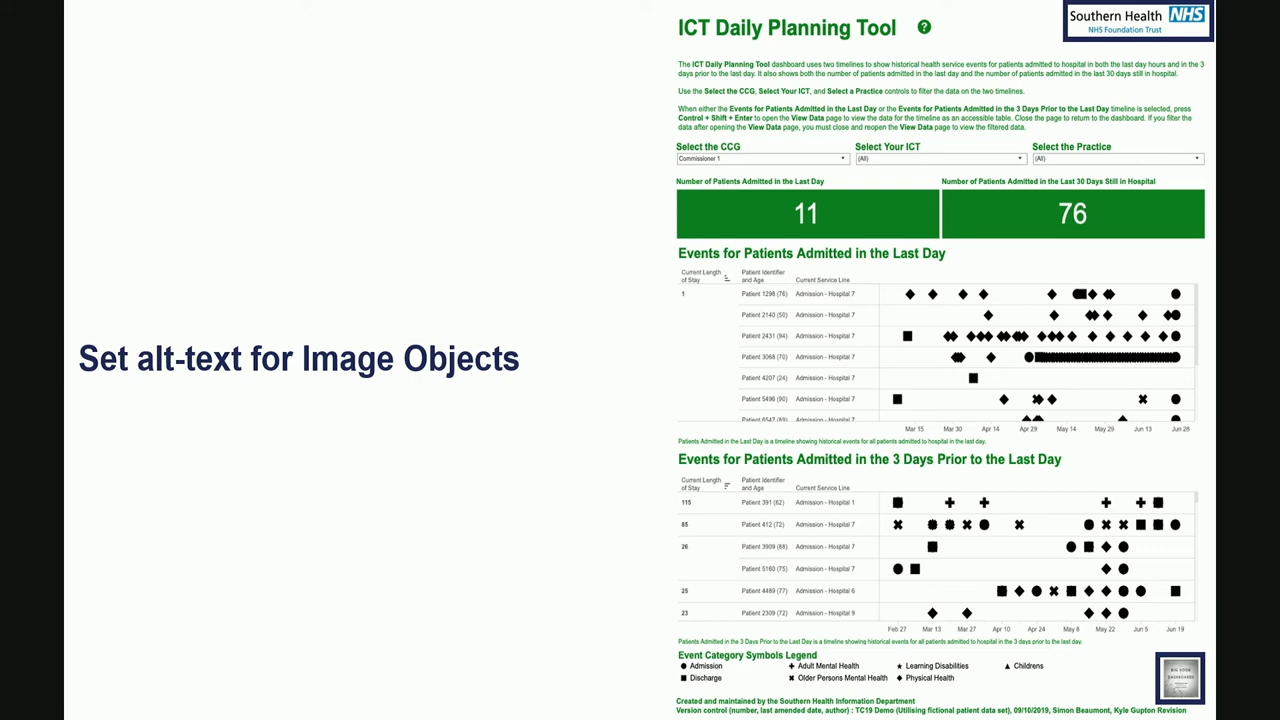 Set alt-text for Image Objects
ICT Daily Planning Tool ?
Southern Health NHS
NHS Foundation Trust
The ICT Daily Planning Tool dashboard uses two timelines to show historical health service events for patients admitted to hospital in both the last day hours and in the 3
days prior to the last day. It also shows both the number of patients admitted in the last day and the number of patients admitted in the last 30 days still in hospital.
Use the Select the CCG, Select Your ICT, and Select a Practice controls to filter the data on the two timelines.
When either the Events for Patients Admitted in the Last Day or the Events for Patients Admitted in the 3 Days Prior to the Last Day timeline is selected, press
Control + Shift + Enter to open the View Data page to view the data for the timeline as an accessible table. Close the page to return to the dashboard. If you filter the
data after opening the View Data page, you must close and reopen the View Data page to view the filtered data.
Select the CCG Select Your ICT Select the Practice
Commissioner 1 (All) (All)
Number of Patients Admitted in the Last Day Number of Patients Admitted in the Last 30 Days Still in Hospital
11 76
Events for Patients Admitted in the Last Day
Current Length Patient Identifier
of Stay and Age Current Service Line
1 Patient 1298 (76) Admission - Hospital 7
Patient 2140 (50) Admission - Hospital 7
Patient 2431 (94) Admission - Hospital 7
Patient 3068 (70) Admission - Hospital 7
Patient 4207 (24) Admission - Hospital 7
Patient 5496 (90) Admission - Hospital 7
Patient 6547 (89) Admission - Hospital 7
Mar 15 Mar 30 Apr 14 Apr 29 May 14 May 29 Jun 13 Jun 28
Patients Admitted in the Last Day is a timeline showing historical events for all patients admitted to hospital in the last day.
Events for Patients Admitted in the 3 Days Prior to the Last Day
Current Length Patient Identifier
of Stay and Age Current Service Line
115 Patient 391 (62) Admission - Hospital 1
85 Patient 412 (72) Admission - Hospital 7
26 Patient 3909 (88) Admission - Hospital 7
Patient 5160 (75) Admission - Hospital 7
25 Patient 4489 (77) Admission - Hospital 6
23 Patient 2309 (72) Admission - Hospital 9
Feb 27 Mar 13 Mar 27 Apr 10 Apr 24 May 8 May 22 Jun 5 Jun 19
Patients Admitted in the 3 Days Prior to the Last Day is a timeline showing historical events for all patients admitted to hospital in the 3 days prior to the last day.
Event Category Symbols Legend
Admission Adult Mental Health Learning Disabilities Childrens
Discharge Older Persons Mental Health Physical Health
BIG BOOK
DASHBOARDS
Created and maintained by the Southern Health Information Department
Version control (number, last amended date, author) : TC19 Demo (Utilising fictional patient data set), 09/10/2019, Simon Beaumont, Kyle Gupton Revision